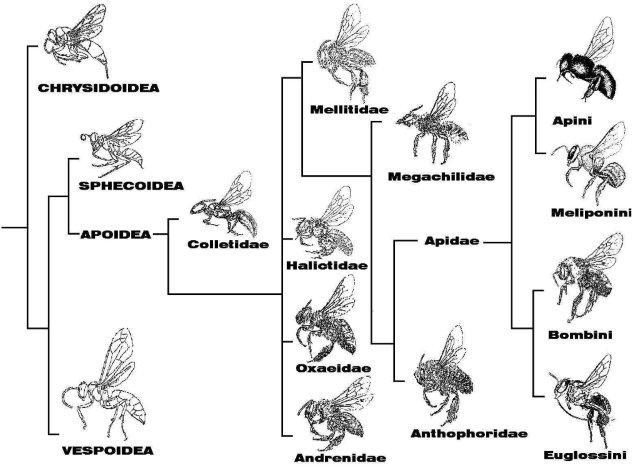 CHRYSIDOIDEA
SPHECOIDEA
APOIDEA
VESPOIDEA
Colletidae
Mellitidae
Halictidae
Oxaeidae
Andrenidae
Megachilidae
Apidae
Anthophoridae
Apini
Meliponini
Bombini
Euglossini